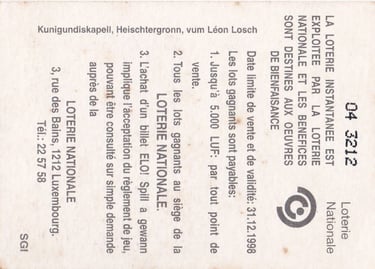 Kunigundiskapell, Heischtergronn, vum Léon Losch
LA LOTERIE INSTANTANEE EST
EXPLOITEE PAR LA LOTERIE
NATIONALE ET LES BENEFICES
SONT DESTINES AUX OEUVRES
DE BIENFAISANCE
04 3212
Loterie
Nationale
Date limite de vente et de validité: 31.12.1998
Les lots gagnants sont payables:
1. Jusqu'à 5.000 LUF: par tout point de
vente.
2. Tous les lots gagnants au siège de la
LOTERIE NATIONALE.
3. L'achat d'un billet ELO! Spill a gewann
implique l'acceptation du reglement de jeu,
pouvant être consulté sur simple demande
auprès de la
LOTERIE NATIONALE
3, rue des Bains, 1212 Luxembourg.
Tél.: 22 57 58
SGI